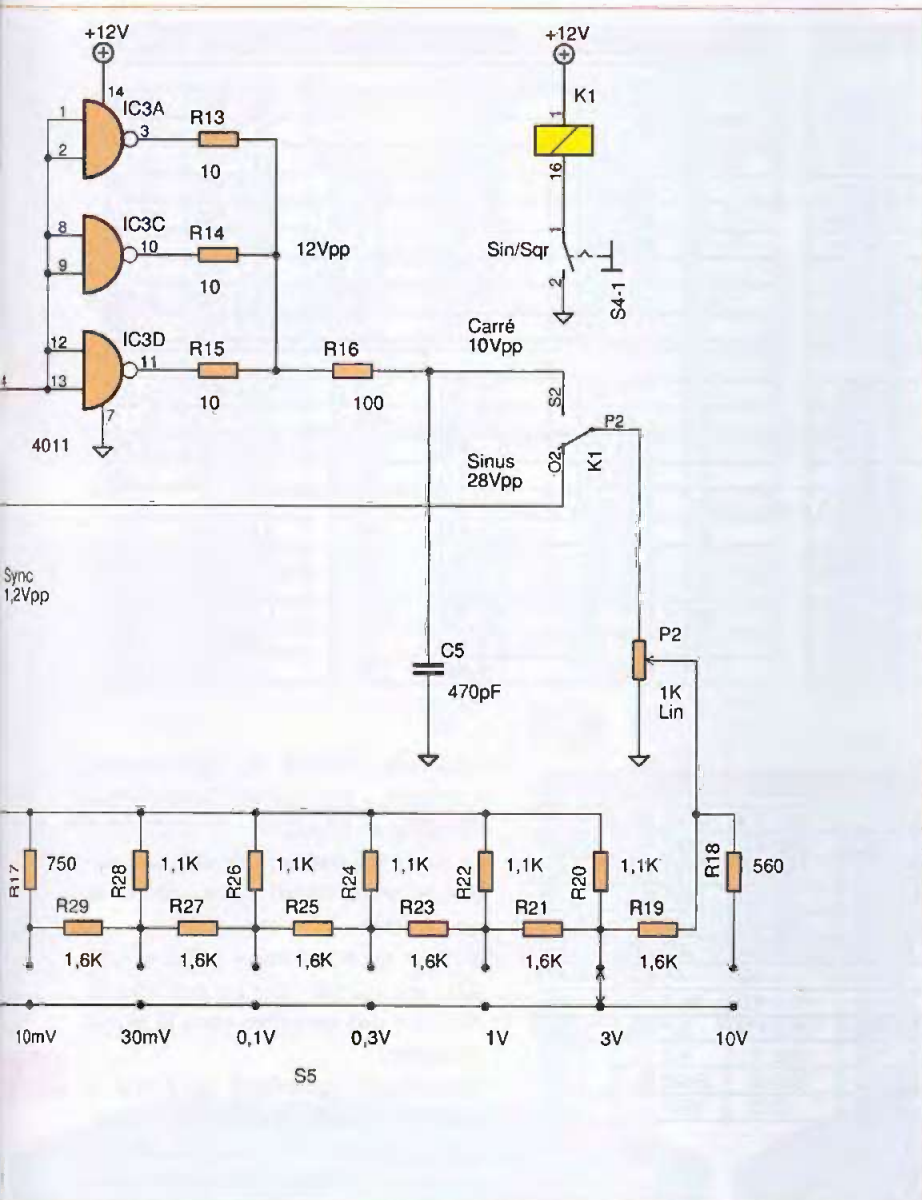 +12V
+12V
14
K1
1
IC3A
3
R13
2
10
1
16
8
IC3C
10
R14
12Vpp
9
10
1
Sin/Sqr
2
S4-1
12
IC3D
11
R15
R16
Carré
10Vpp
4
13
10
100
7
S2
4011
P2
Sinus
28Vpp
O2
K1
Sync
1,2Vpp
C5
470pF
P2
1K
Lin
R17
750
R28
1,1K
R26
1,1K
R24
1,1K
R22
1,1K
R20
1,1K
R18
560
R29
R27
R25
R23
R21
R19
1,6K
1,6K
1,6K
1,6K
1,6K
1,6K
10mV
30mV
0,1V
0,3V
1V
3V
10V
S5